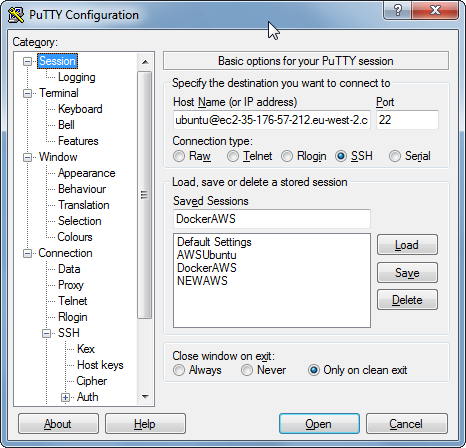 PuTTY Configuration
Category:
Session
Logging
Terminal
Keyboard
Bell
Features
Window
Appearance
Behaviour
Translation
Selection
Colours
Connection
Data
Proxy
Telnet
Rlogin
SSH
Kex
Host keys
Cipher
Auth
Basic options for your PuTTY session
Specify the destination you want to connect to
Host Name (or IP address) Port
ubuntu@ec2-35-176-57-212.eu-west-2.c 22
Connection type:
Raw Telnet Rlogin SSH Serial
Load, save or delete a stored session
Saved Sessions
DockerAWS
Default Settings
AWSUbuntu
DockerAWS
NEWAWS
Load
Save
Delete
Close window on exit:
Always Never Only on clean exit
About Help Open Cancel